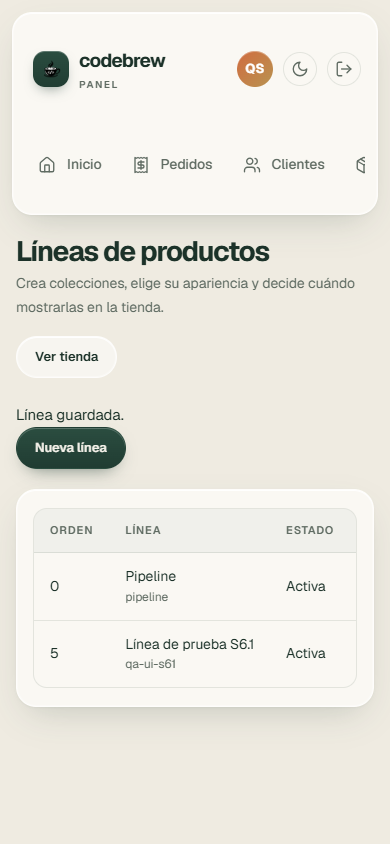 codebrew
PANEL
QS
Inicio
Pedidos
Clientes
Líneas de productos
Crea colecciones, elige su apariencia y decide cuándo
mostrarlas en la tienda.
Ver tienda
Línea guardada.
Nueva línea
ORDEN LÍNEA ESTADO
0 Pipeline Activa
pipeline
5 Línea de prueba S6.1 Activa
qa-ui-s61